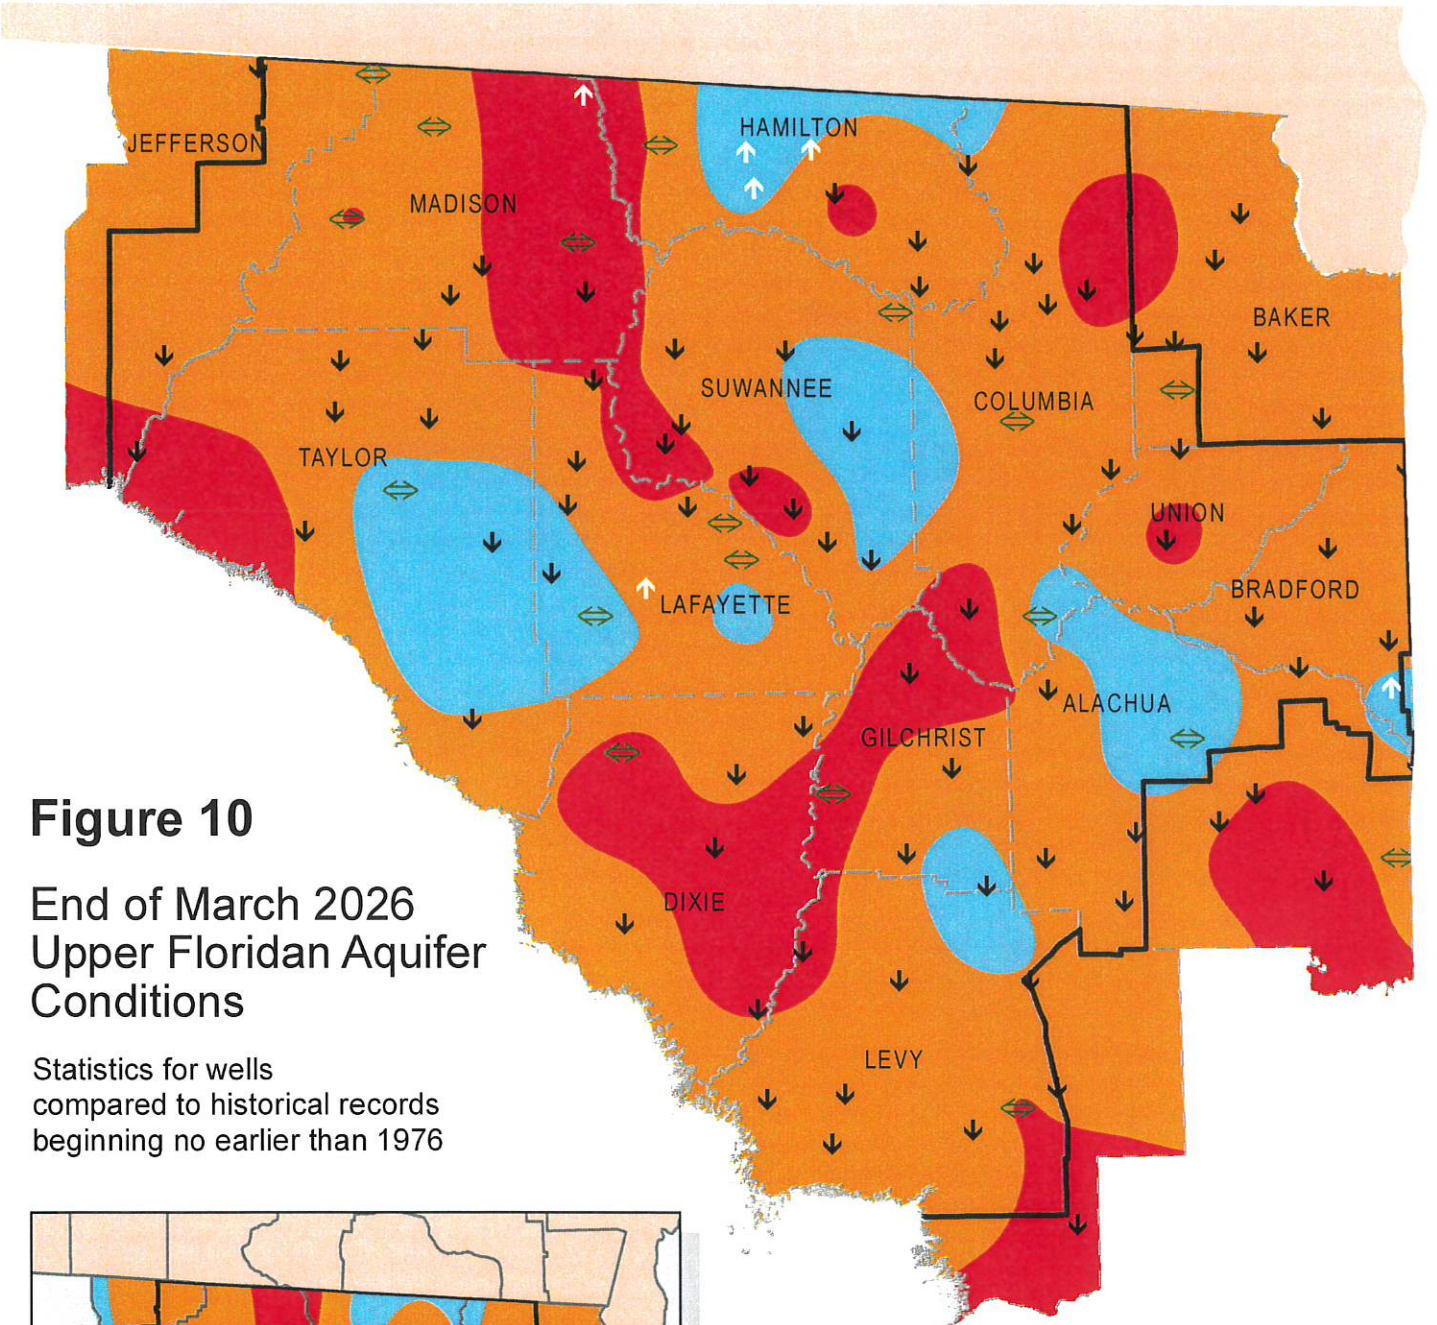 HAMILTON
JEFFERSON
MADISON
BAKER
SUWANNEE
COLUMBIA
TAYLOR
UNION
BRADFORD
LAFAYETTE
ALACHUA
GILCHRIST
Figure 10
End of March 2026
Upper Floridan Aquifer
Conditions
DIXIE
LEVY
Statistics for wells
compared to historical records
beginning no earlier than 1976